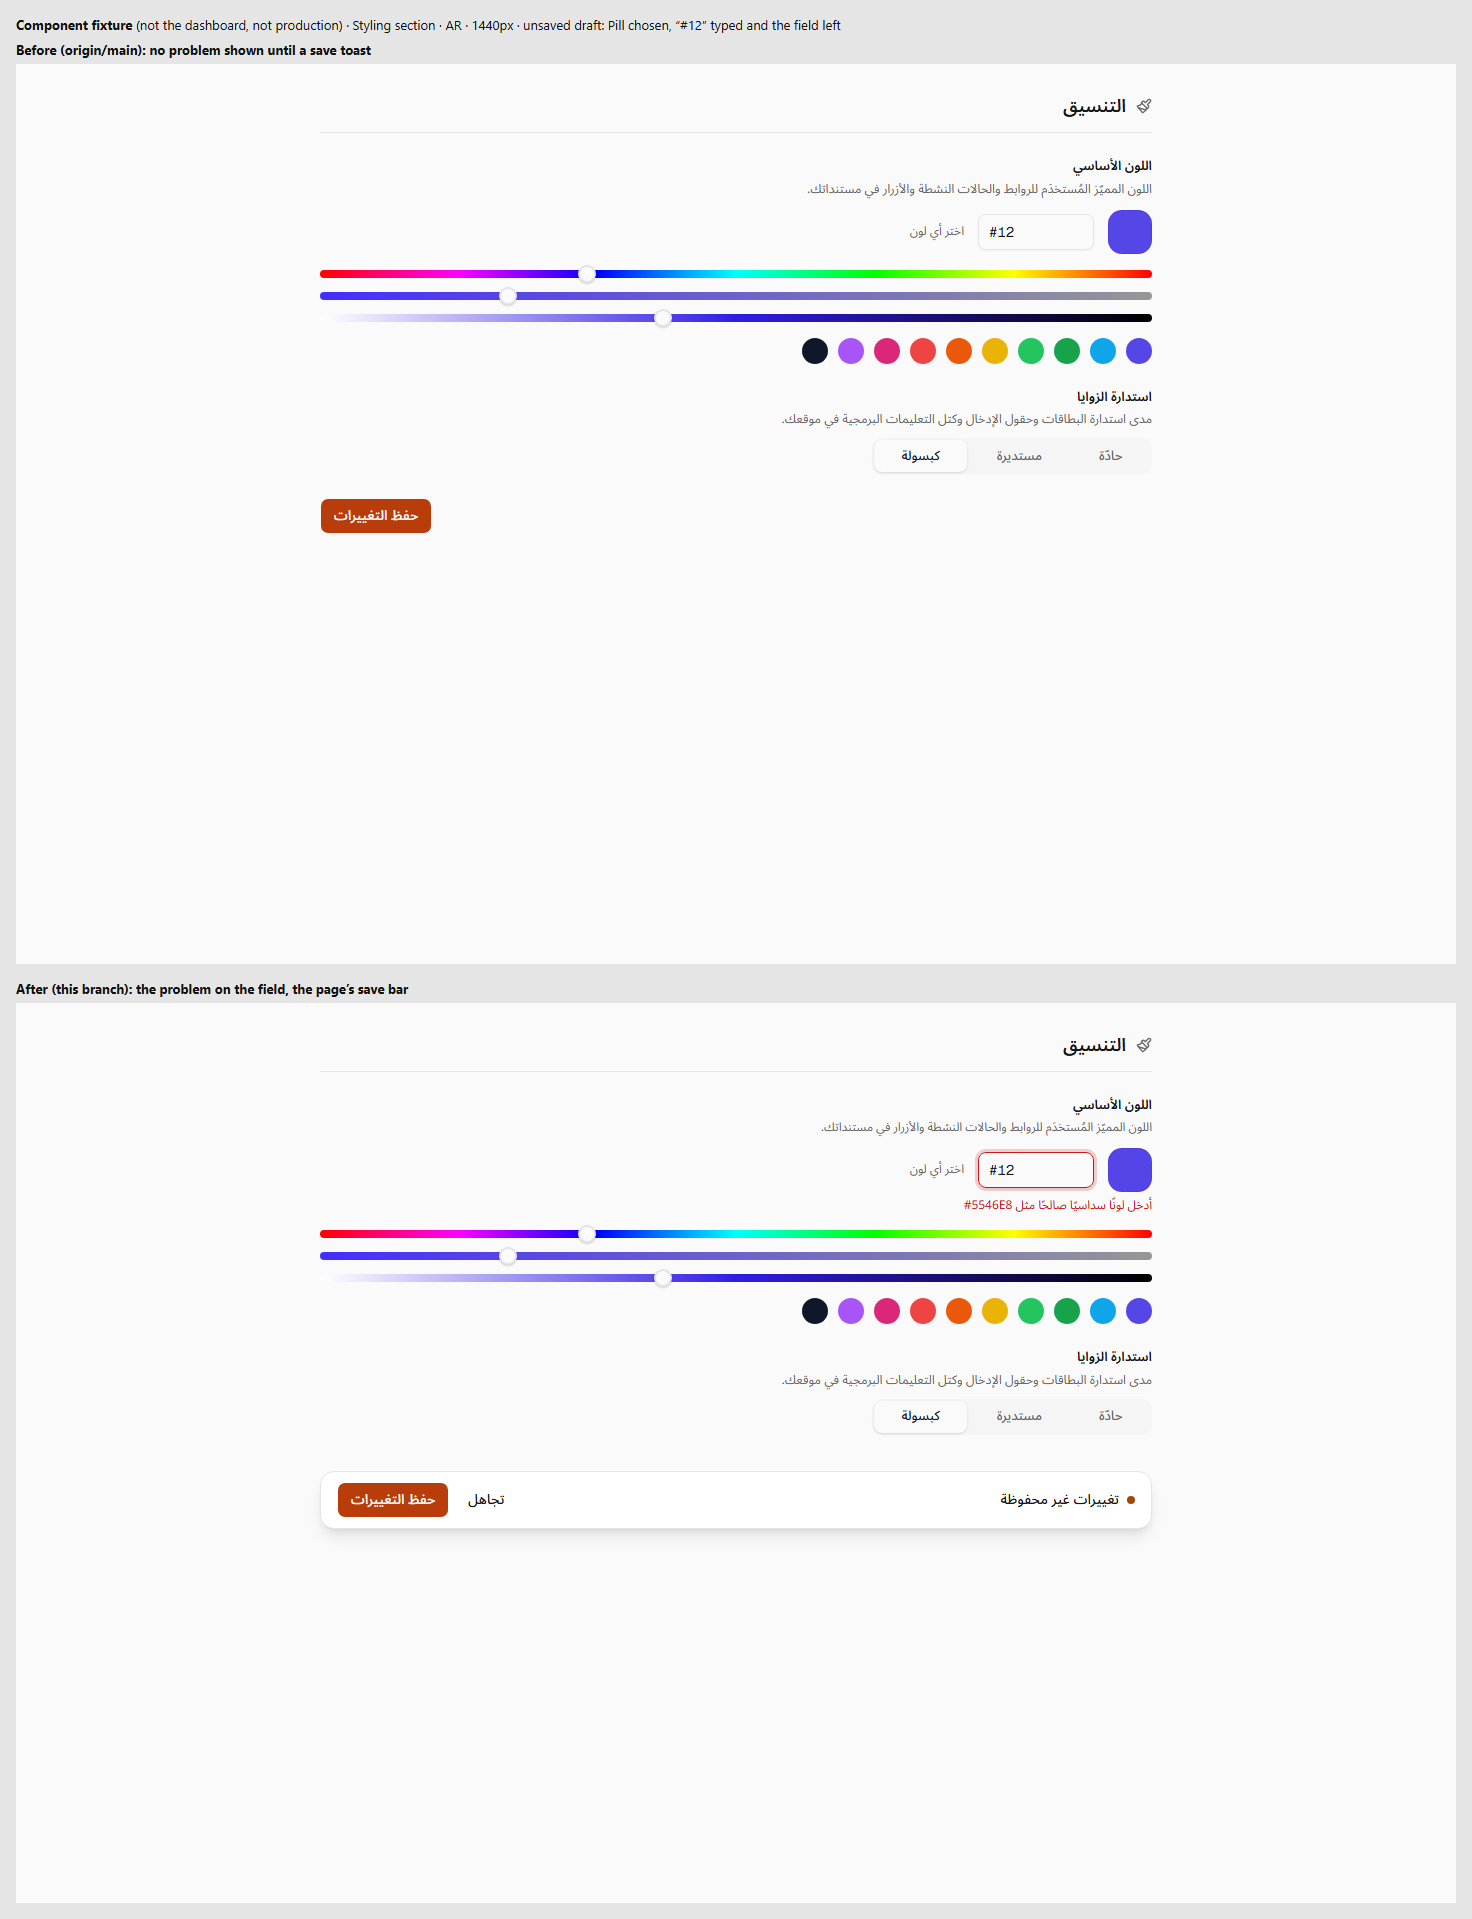 Component fixture (not the dashboard, not production) · Styling section · AR · 1440px · unsaved draft: Pill chosen, “#12” typed and the field left
Before (origin/main): no problem shown until a save toast
التنسيق
اللون الأساسي
اللون المميّز المُستخدَم للروابط والحالات النشطة والأزرار في مستنداتك.
#12
اختر أي لون
استدارة الزوايا
مدى استدارة البطاقات وحقول الإدخال وكتل التعليمات البرمجية في موقعك.
حادّة
مستديرة
كبسولة
حفظ التغييرات
After (this branch): the problem on the field, the page’s save bar
التنسيق
اللون الأساسي
اللون المميّز المُستخدَم للروابط والحالات النشطة والأزرار في مستنداتك.
#12
اختر أي لون
أدخل لونًا سداسيًا صالحًا مثل #5546E8
استدارة الزوايا
مدى استدارة البطاقات وحقول الإدخال وكتل التعليمات البرمجية في موقعك.
حادّة
مستديرة
كبسولة
تغييرات غير محفوظة
تجاهل
حفظ التغييرات